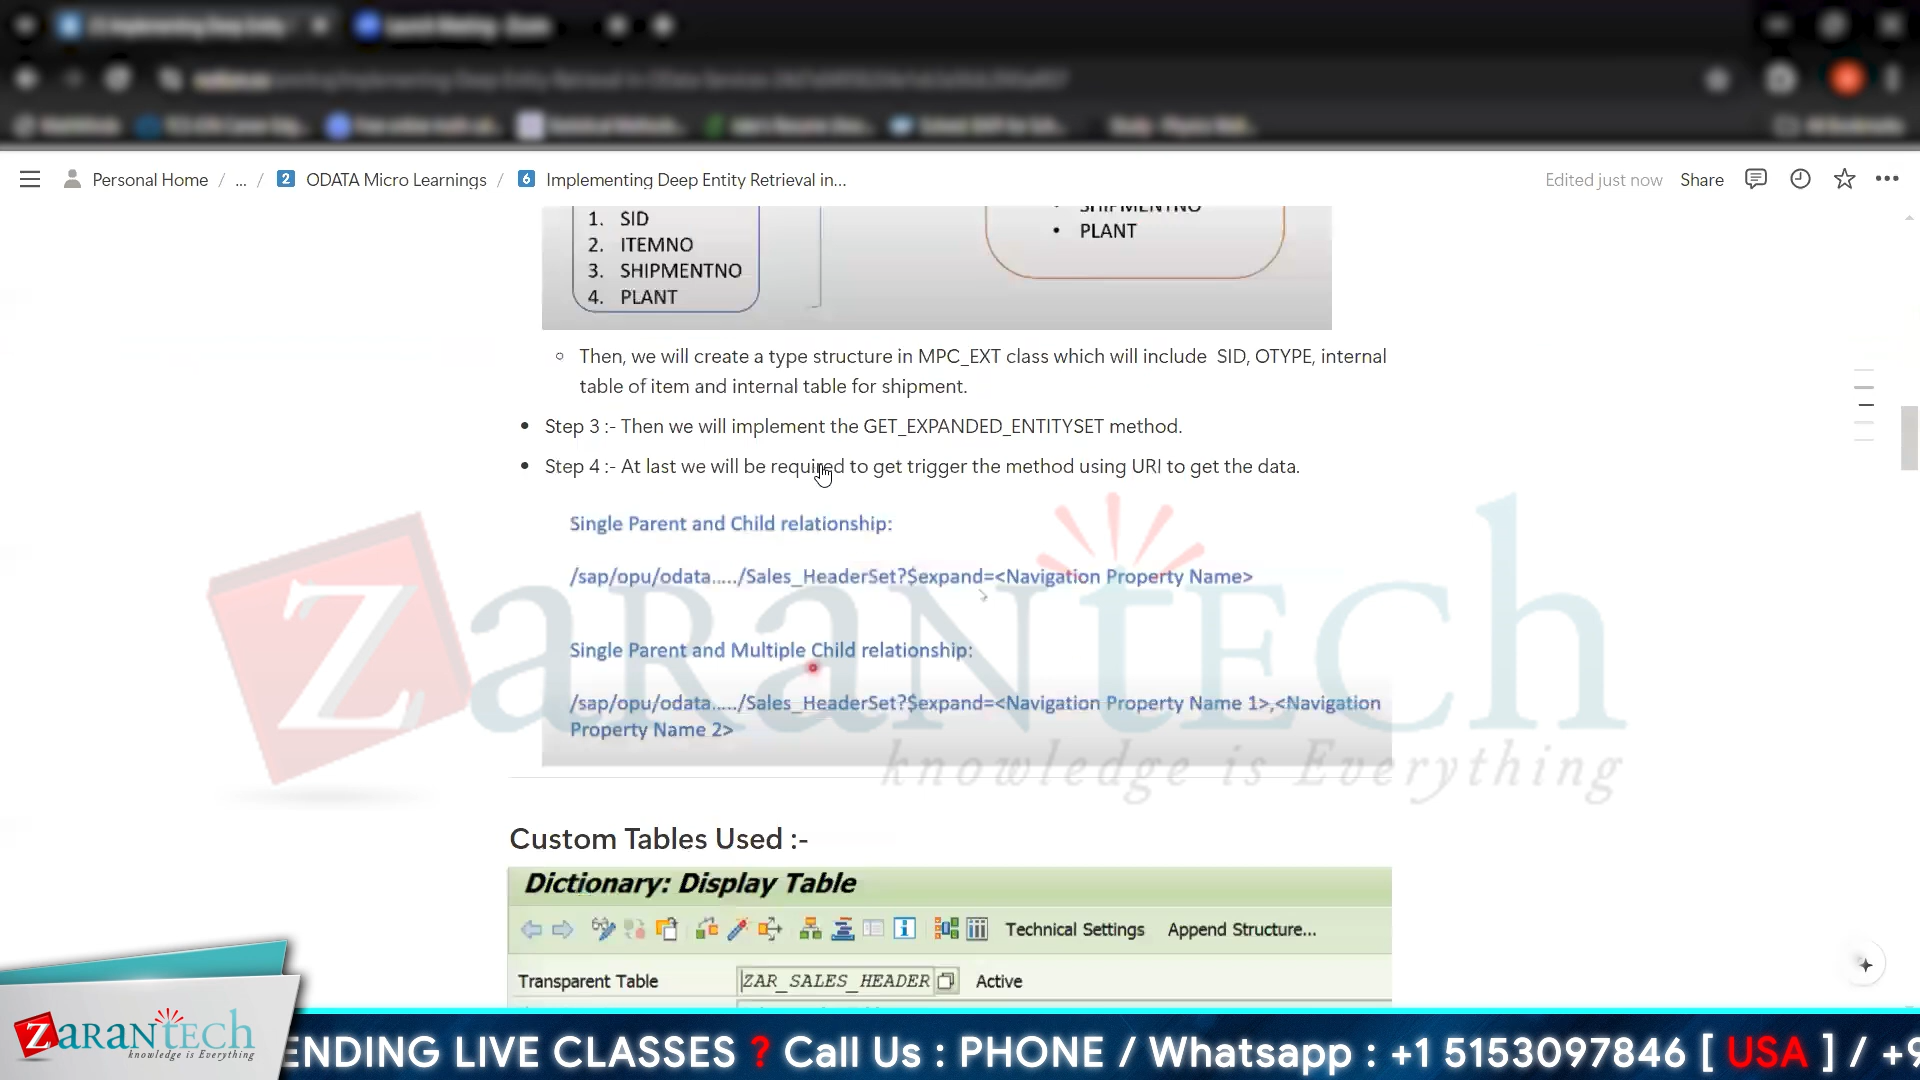 Personal Home / ... / 2 ODATA Micro Learnings / 6 Implementing Deep Entity Retrieval in...
Edited just now Share
1. SID
2. ITEMNO
3. SHIPMENTNO
4. PLANT
• SHIPMENTNO
• PLANT
Then, we will create a type structure in MPC_EXT class which will include SID, OTYPE, internal
table of item and internal table for shipment.
Step 3 :- Then we will implement the GET_EXPANDED_ENTITYSET method.
Step 4 :- At last we will be required to get trigger the method using URI to get the data.
Single Parent and Child relationship:
/sap/opu/odata...../Sales_HeaderSet?$expand=<Navigation Property Name>
Single Parent and Multiple Child relationship:
/sap/opu/odata...../Sales_HeaderSet?$expand=<Navigation Property Name 1>,<Navigation
Property Name 2>
ZaranTech
knowledge is Everything
Custom Tables Used :-
Dictionary: Display Table
Technical Settings Append Structure...
Transparent Table ZAR_SALES_HEADER Active
ZaranTech
knowledge is Everything
ENDING LIVE CLASSES ? Call Us : PHONE / Whatsapp : +1 5153097846 [ USA ] / +9